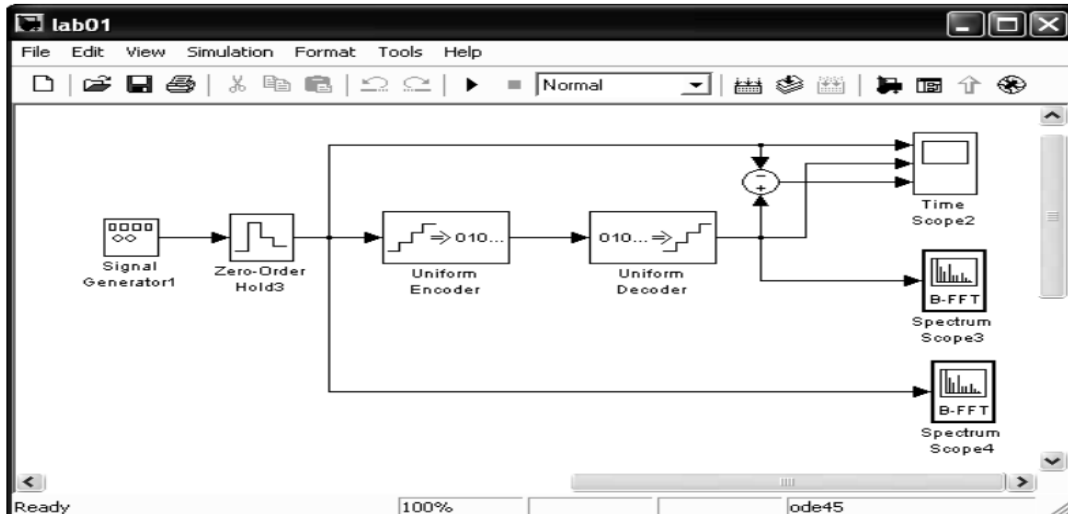 lab01
File Edit View Simulation Format Tools Help
Normal
Time
Scope2
010...
010...
Signal
Generator1
Zero-Order
Hold3
Uniform
Encoder
Uniform
Decoder
B-FFT
Spectrum
Scope3
B-FFT
Spectrum
Scope4
Ready 100% ode45